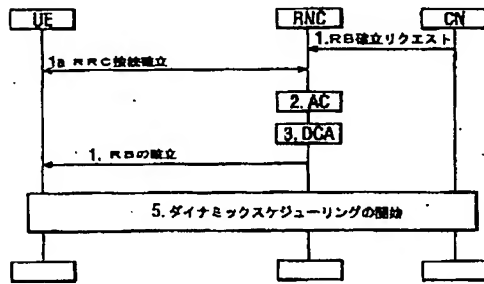 UE
RNC
CN
1.RB確立リクエスト
1a RRC接続確立
2. AC
3. DCA
1. RBの確立
5. ダイナミックスケジューリングの開始